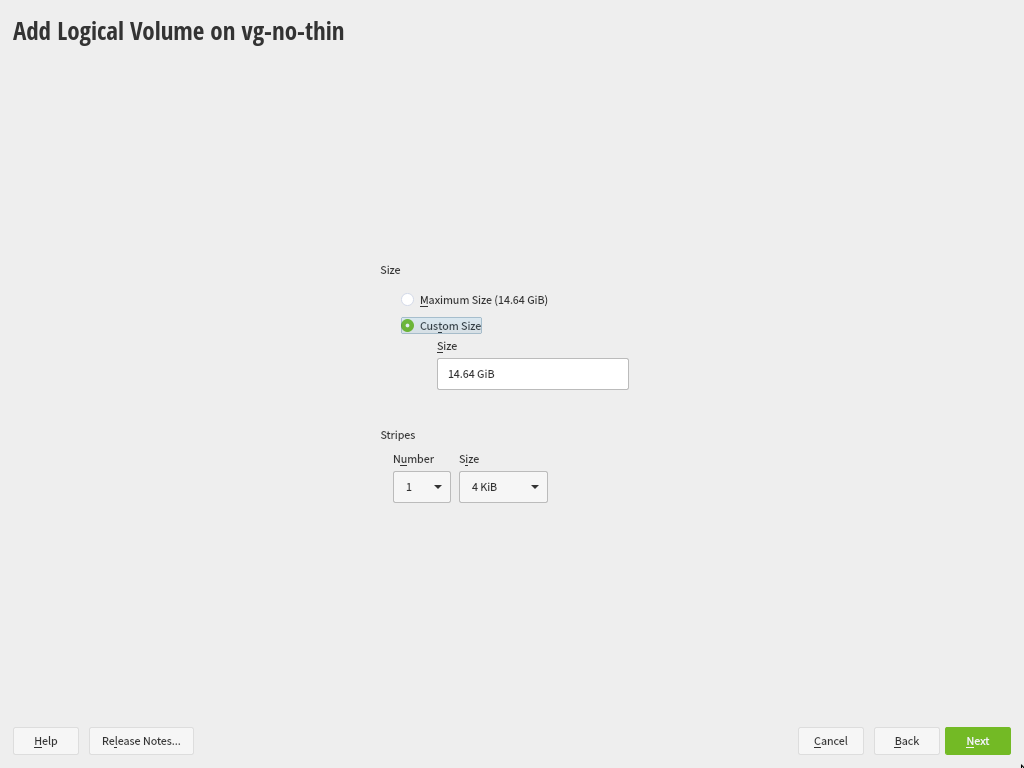 Add Logical Volume on vg-no-thin
Size
Maximum Size (14.64 GiB)
Custom Size
Size
14.64 GiB
Stripes
Number Size
1 4 KiB
Help Release Notes... Cancel Back Next